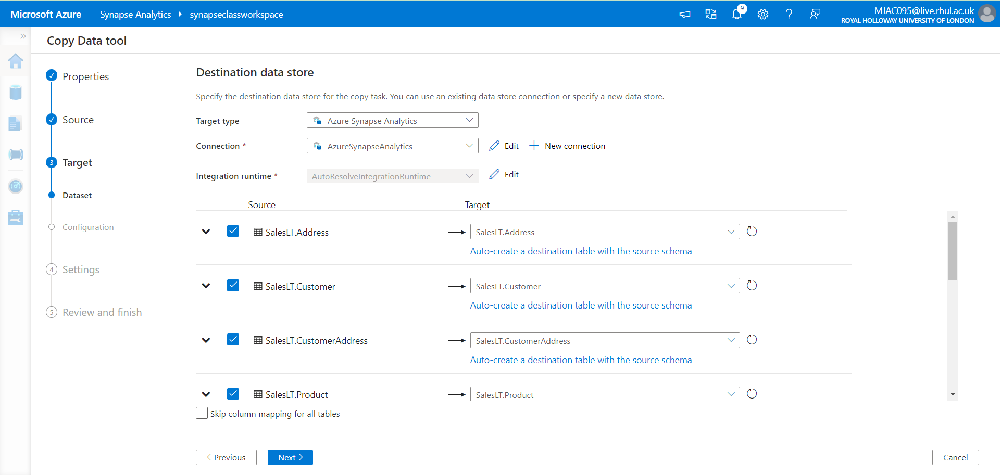 Microsoft Azure
Synapse Analytics
synapseclassworkspace
9
MJAC095@live.rhul.ac.uk
ROYAL HOLLOWAY UNIVERSITY OF LONDON
Copy Data tool
Properties
Source
3 Target
Dataset
Configuration
4 Settings
5 Review and finish
Destination data store
Specify the destination data store for the copy task. You can use an existing data store connection or specify a new data store.
Target type
Azure Synapse Analytics
Connection *
AzureSynapseAnalytics
Edit
New connection
Integration runtime *
AutoResolveIntegrationRuntime
Edit
Source Target
SalesLT.Address
SalesLT.Address
Auto-create a destination table with the source schema
SalesLT.Customer
SalesLT.Customer
Auto-create a destination table with the source schema
SalesLT.CustomerAddress
SalesLT.CustomerAddress
Auto-create a destination table with the source schema
SalesLT.Product
SalesLT.Product
Skip column mapping for all tables
Previous
Next
Cancel